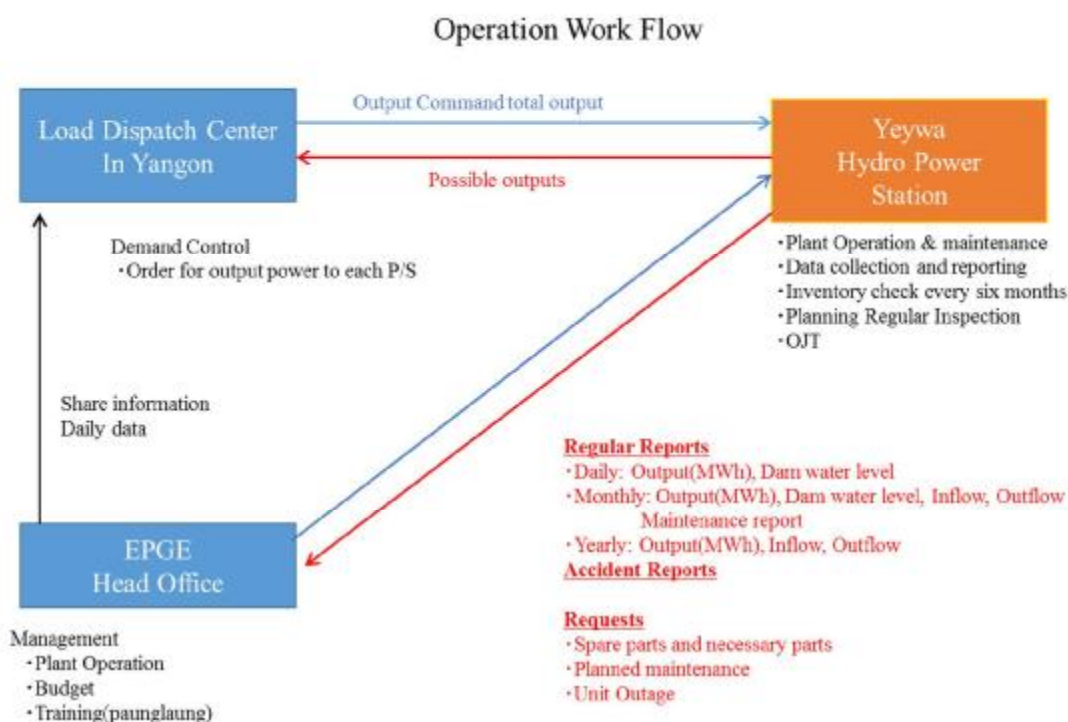 Operation Work Flow
Load Dispatch Center
In Yangon
Output Command total output
Possible outputs
Yeywa
Hydro Power
Station
Demand Control
・Order for output power to each P/S
・Plant Operation & maintenance
・Data collection and reporting
・Inventory check every six months
・Planning Regular Inspection
・OJT
Share information
Daily data
Regular Reports
・Daily: Output(MWh), Dam water level
・Monthly: Output(MWh), Dam water level, Inflow, Outflow
Maintenance report
・Yearly: Output(MWh), Inflow, Outflow
Accident Reports
EPGE
Head Office
Requests
・Spare parts and necessary parts
・Planned maintenance
・Unit Outage
Management
・Plant Operation
・Budget
・Training(paunglaung)